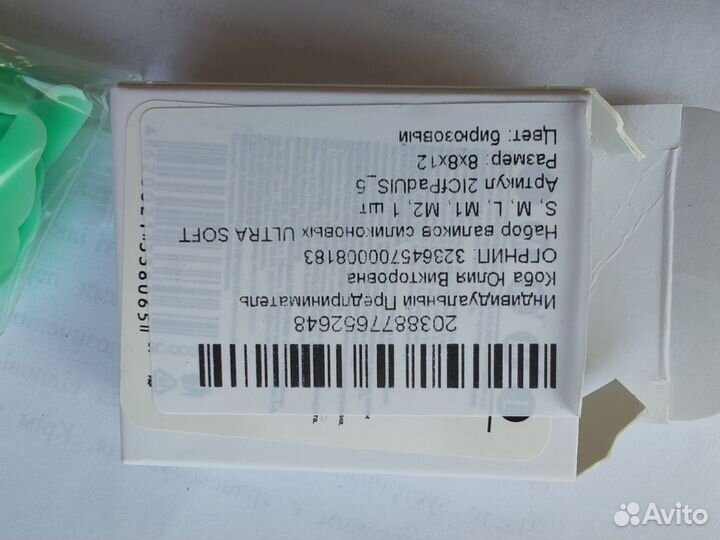 2038877652648
Индивидуальный Предприниматель
Коба Юлия Викторовна
ОГРНИП: 323645700008183
Набор валиков силиконовых ULTRA SOFT
S, M, L, M1, M2, 1 шт
Артикул 2ICfPadUIS_5
Размер: 8x8x12
Цвет: бирюзовый
Avito